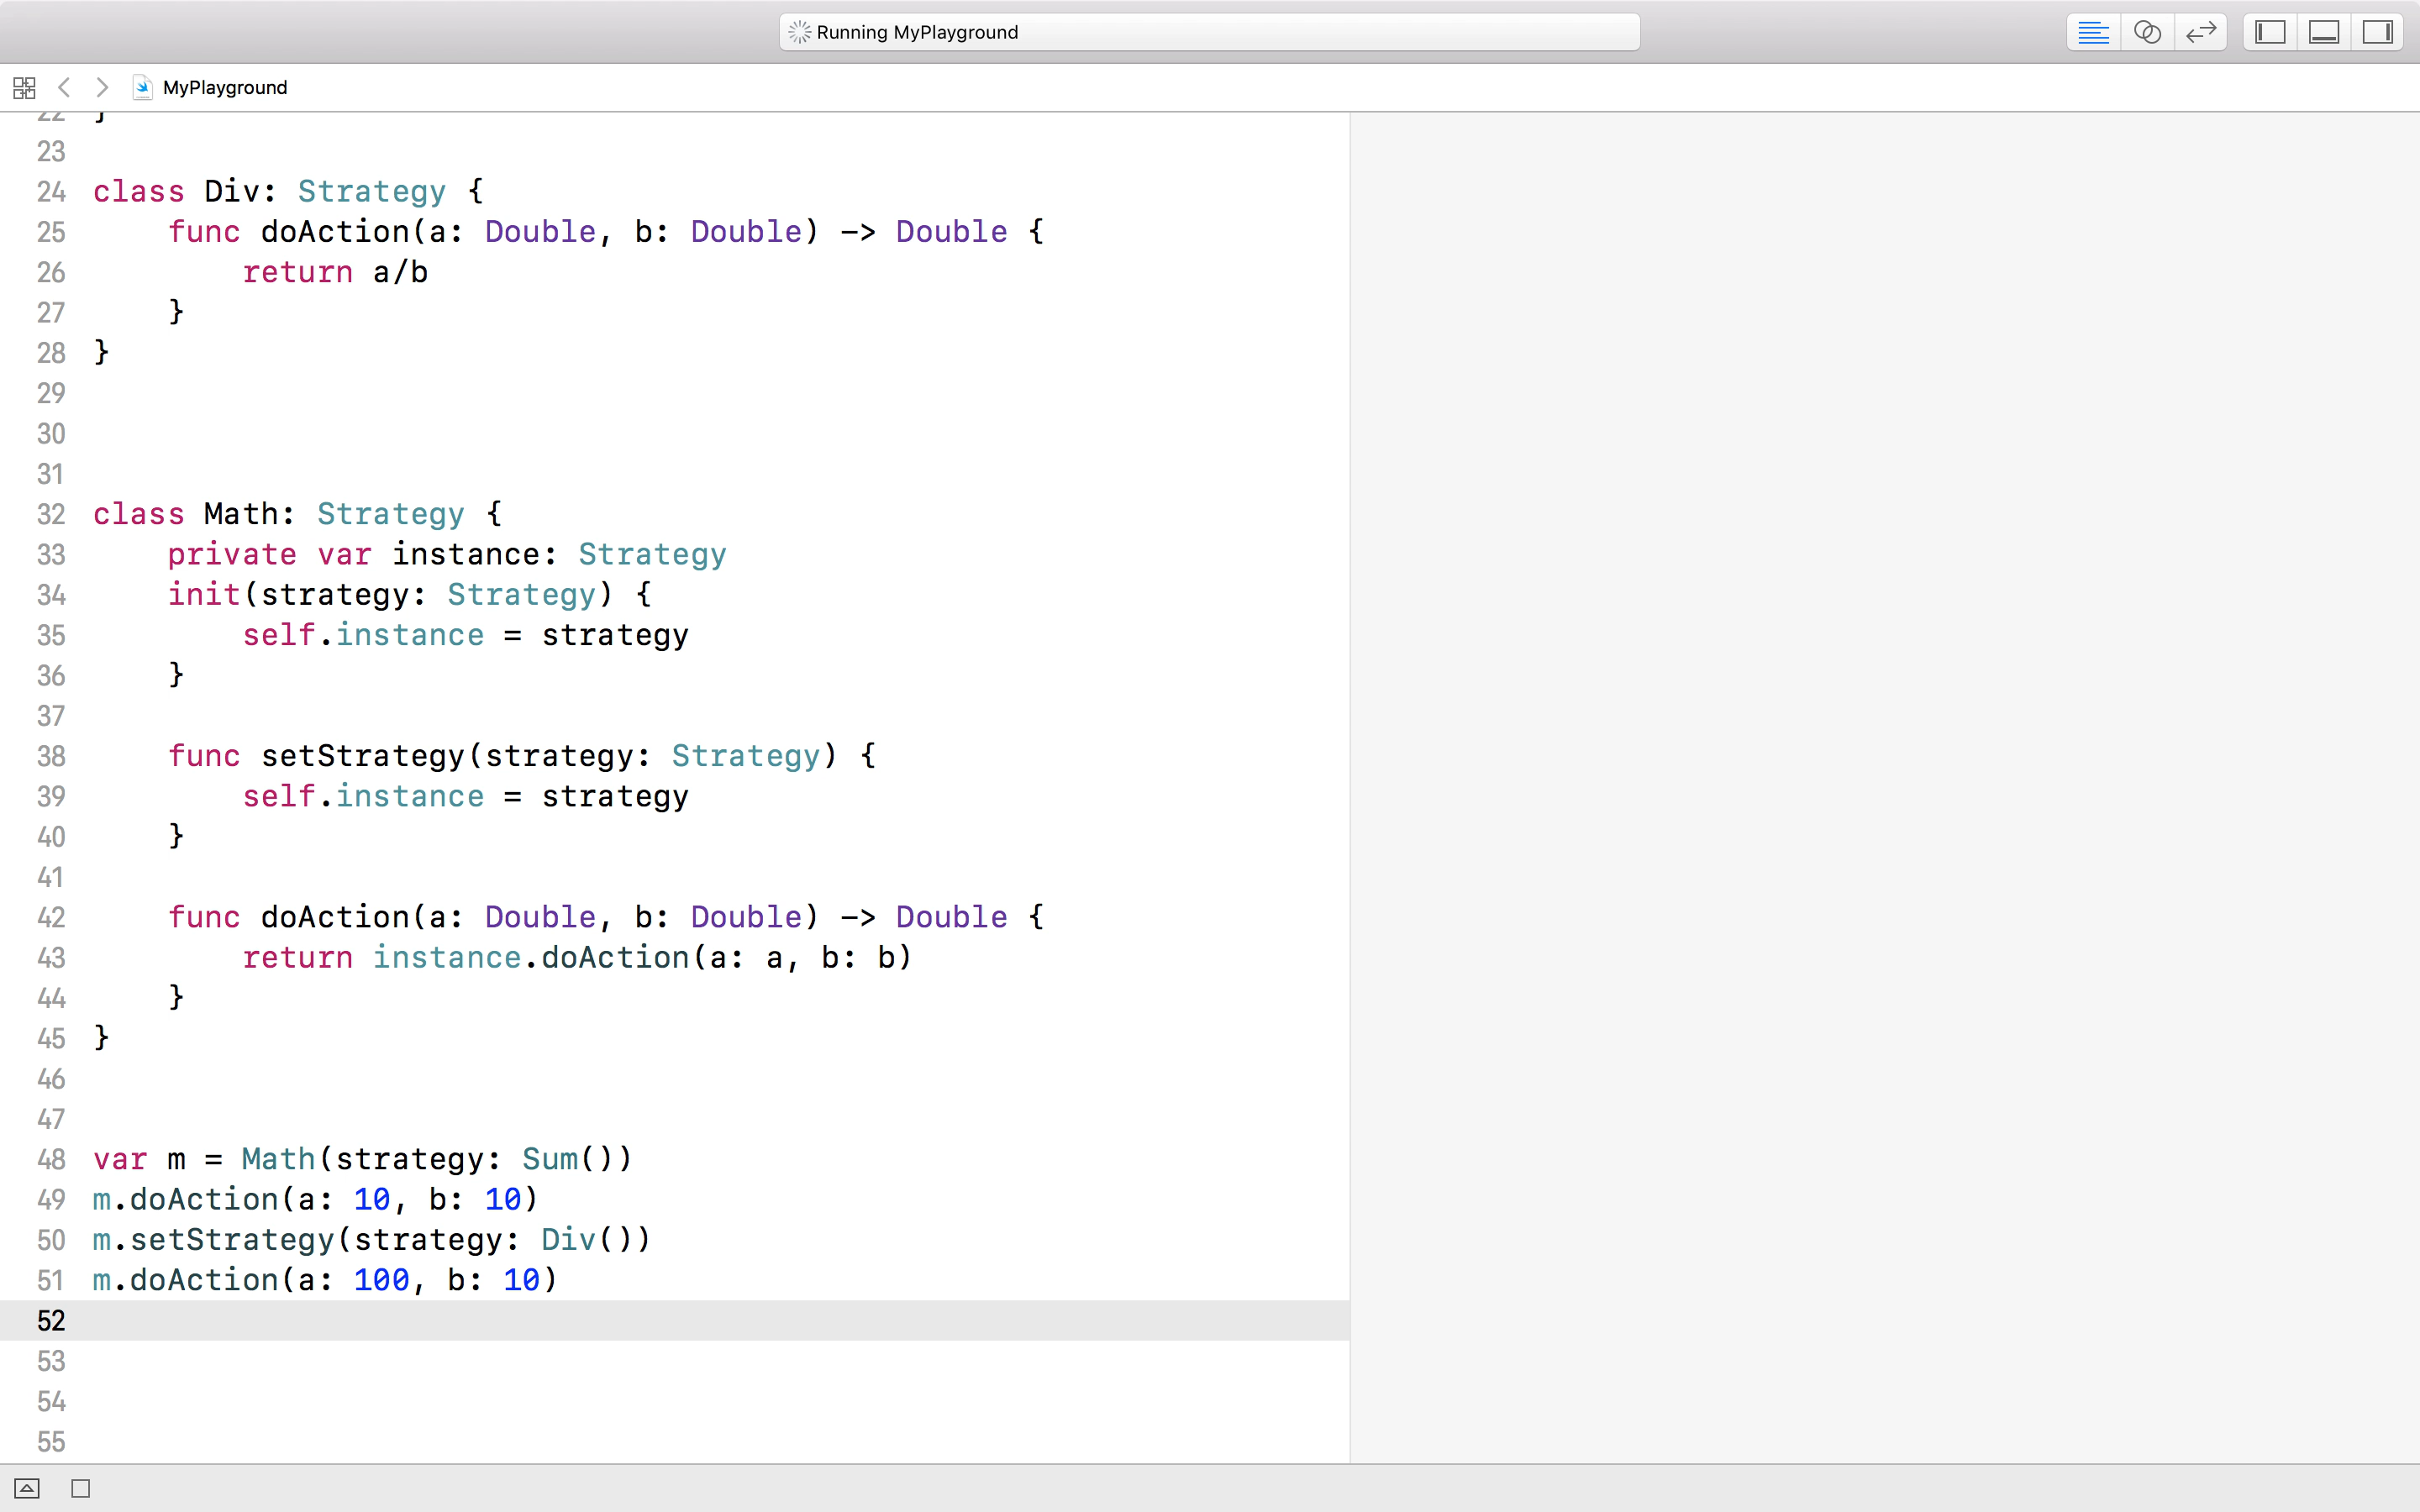 Running MyPlayground
MyPlayground
22 }
23
24 class Div: Strategy {
25     func doAction(a: Double, b: Double) -> Double {
26         return a/b
27     }
28 }
29
30
31
32 class Math: Strategy {
33     private var instance: Strategy
34     init(strategy: Strategy) {
35         self.instance = strategy
36     }
37
38     func setStrategy(strategy: Strategy) {
39         self.instance = strategy
40     }
41
42     func doAction(a: Double, b: Double) -> Double {
43         return instance.doAction(a: a, b: b)
44     }
45 }
46
47
48 var m = Math(strategy: Sum())
49 m.doAction(a: 10, b: 10)
50 m.setStrategy(strategy: Div())
51 m.doAction(a: 100, b: 10)
52
53
54
55